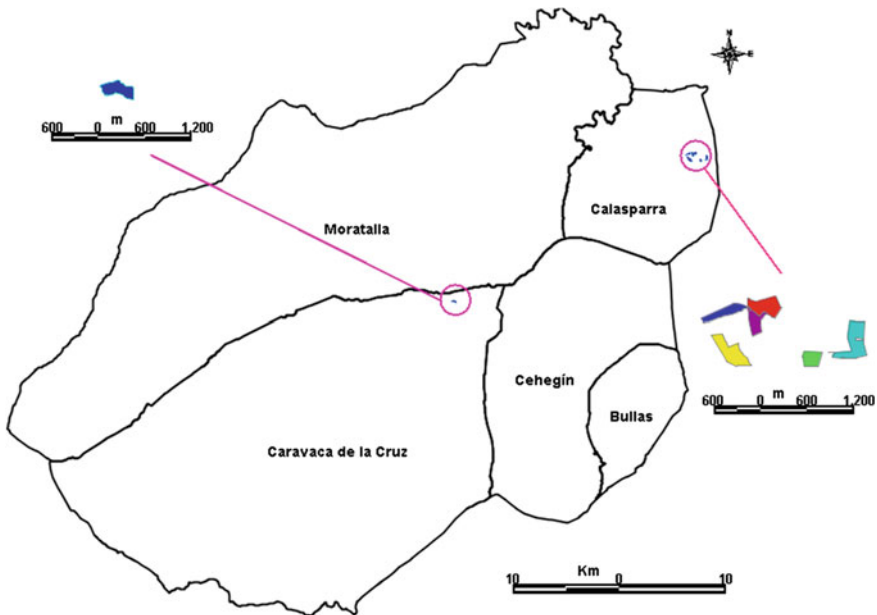 N
E
m
600 0 600 1,200
Calasparra
Moratalla
Cehegín
m
600 0 600 1,200
Bullas
Caravaca de la Cruz
Km
10 0 10